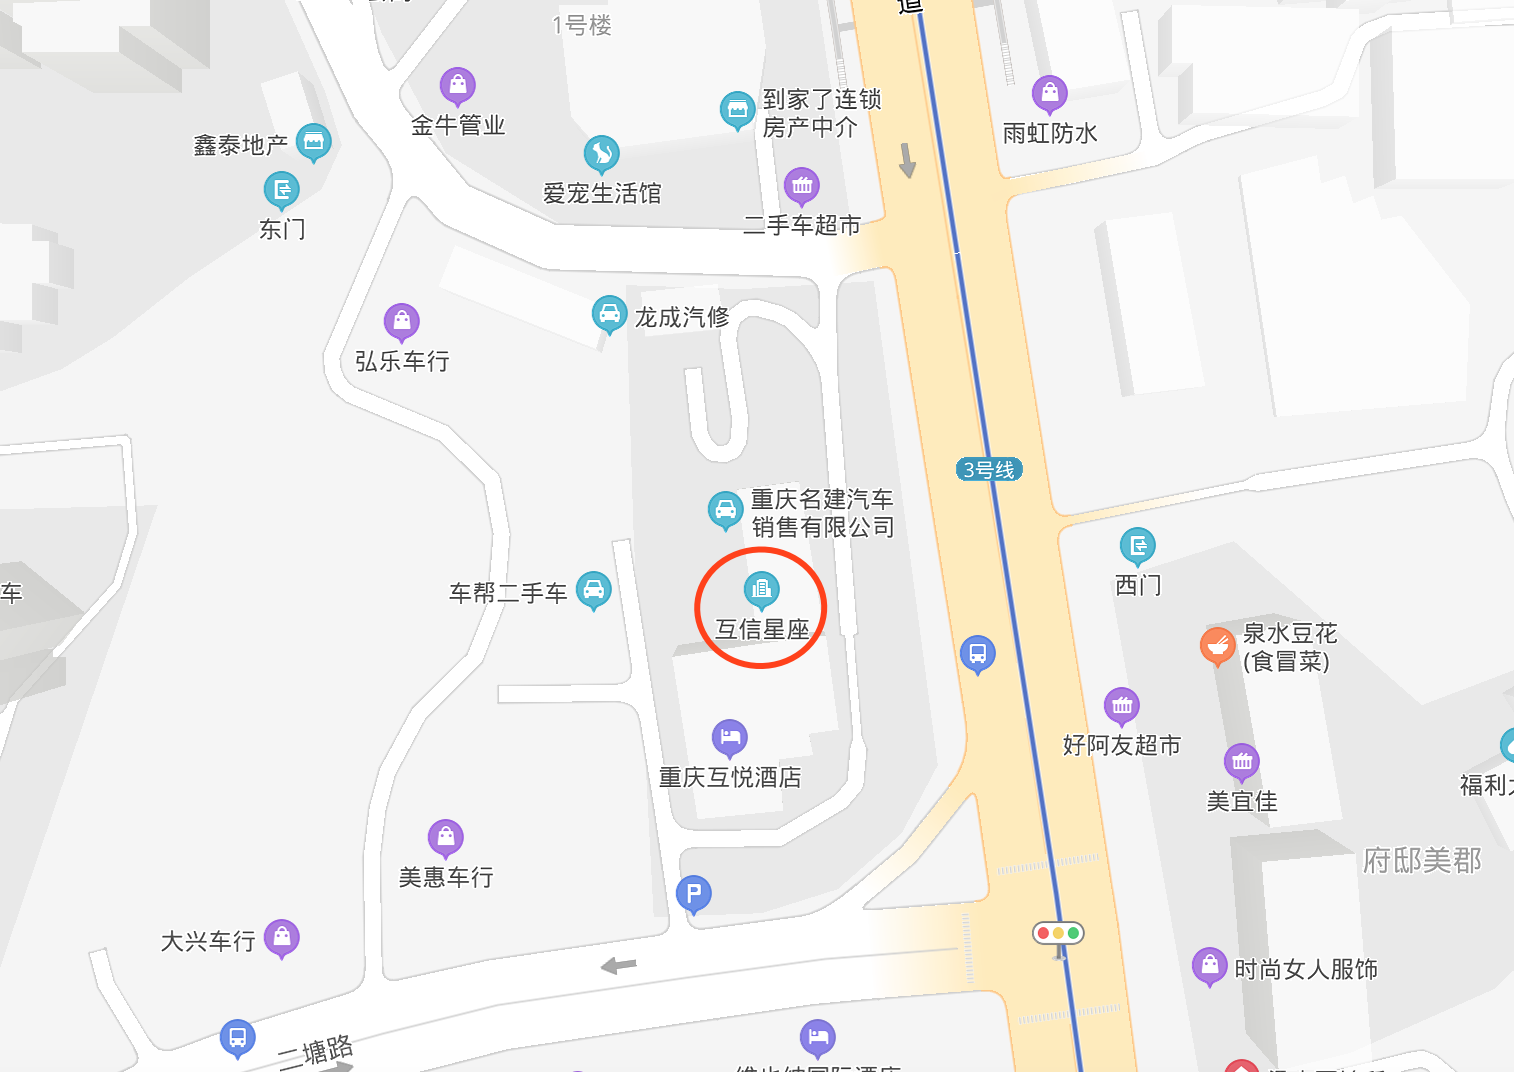 道
1号楼
金牛管业
到家了连锁
房产中介
雨虹防水
鑫泰地产
爱宠生活馆
东门
二手车超市
龙成汽修
弘乐车行
3号线
重庆名建汽车
销售有限公司
西门
车
车帮二手车
互信星座
泉水豆花
(食冒菜)
好阿友超市
重庆互悦酒店
美宜佳
福利
府邸美郡
美惠车行
P
大兴车行
时尚女人服饰
二塘路